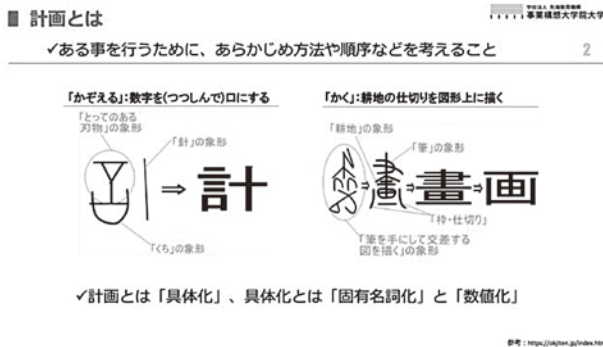 計画とは
学校法人 先端教育機構
事業構想大学院大学
✓ある事を行うために、あらかじめ方法や順序などを考えること
2
「かぞえる」:数字を(つつしんで)口にする
「とってのある
刃物」の象形
「針」の象形
⇒
計
「くち」の象形
「かく」:耕地の仕切りを図形上に描く
「耕地」の象形
「筆」の象形
畫
画
「枠・仕切り」
「筆を手にして交差する
図を描く」の象形
✓計画とは「具体化」、具体化とは「固有名詞化」と「数値化」
参考：https://okjiten.jp/index.html